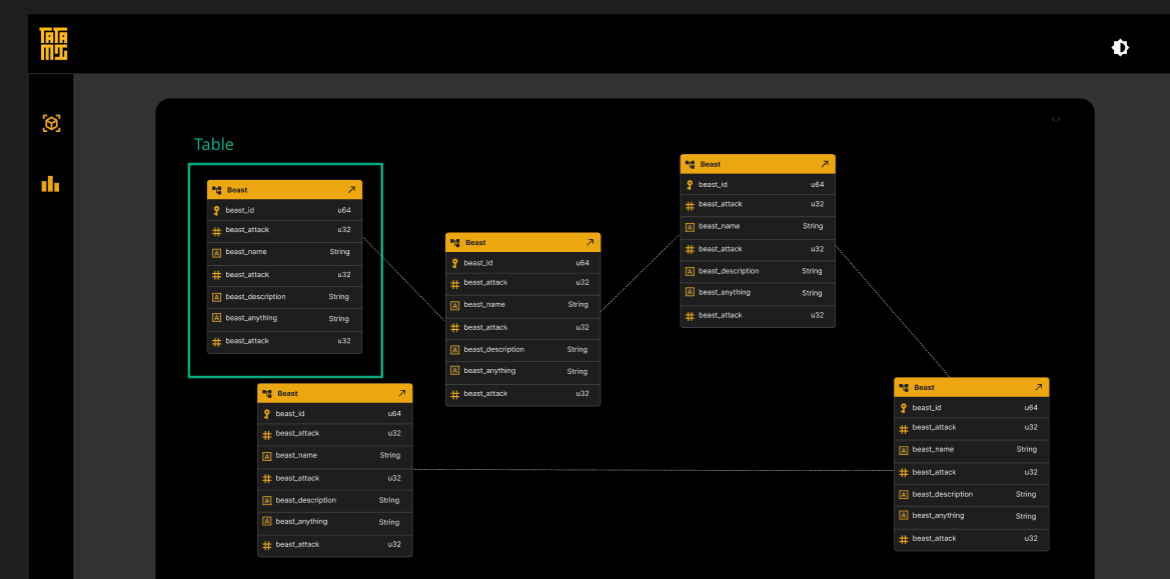 TATA
MI
Table
Beast
beast_id u64
beast_attack u32
beast_name String
beast_attack u32
beast_description String
beast_anything String
beast_attack u32
Beast
beast_id u64
beast_attack u32
beast_name String
beast_attack u32
beast_description String
beast_anything String
beast_attack u32
Beast
beast_id u64
beast_attack u32
beast_name String
beast_attack u32
beast_description String
beast_anything String
beast_attack u32
Beast
beast_id u64
beast_attack u32
beast_name String
beast_attack u32
beast_description String
beast_anything String
beast_attack u32
Beast
beast_id u64
beast_attack u32
beast_name String
beast_attack u32
beast_description String
beast_anything String
beast_attack u32